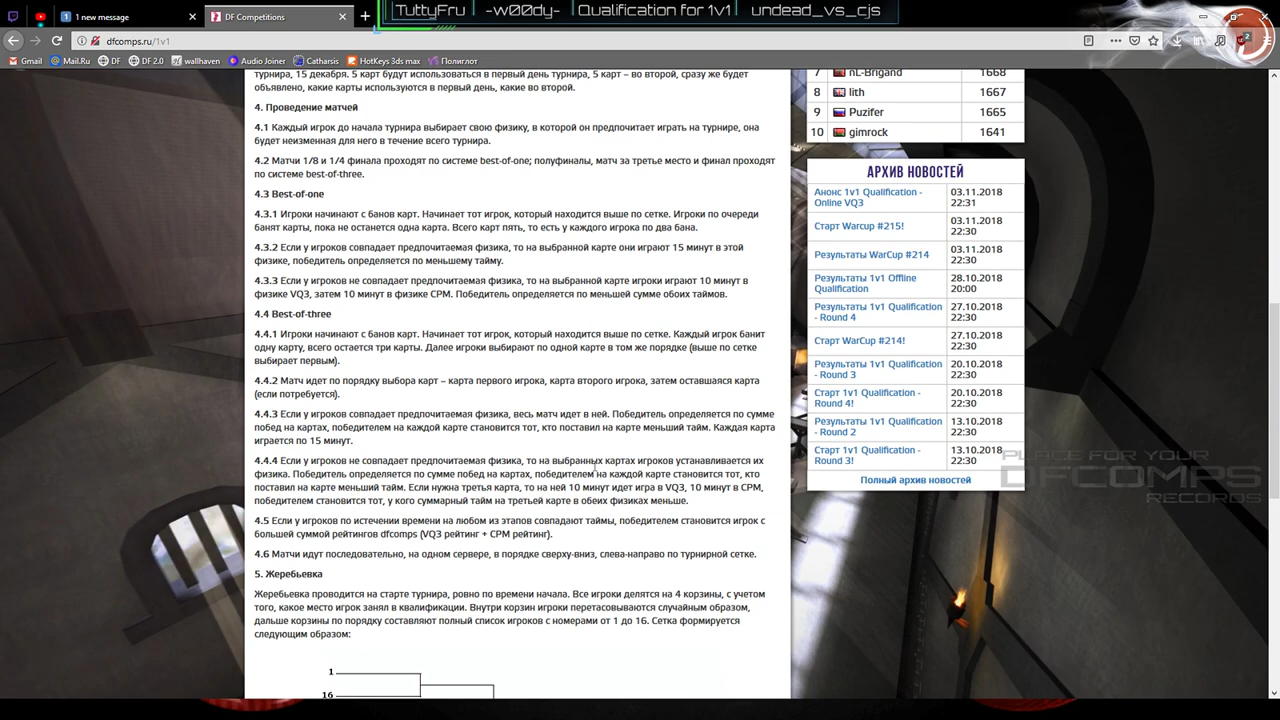 TuttyFru -w00dy- Qualification for 1v1 undead_vs_cjs
1 new message
DF Competitions
dfcomps.ru/1v1
2
Gmail Mail.Ru DF DF 2.0 wallhaven Audio Joiner Catharsis HotKeys 3ds max Полиглот
турнира, 15 декабря. 5 карт будут использоваться в первый день турнира, 5 карт – во второй, сразу же будет
объявлено, какие карты используются в первый день, какие во второй.
4. Проведение матчей
4.1 Каждый игрок до начала турнира выбирает свою физику, в которой он предпочитает играть на турнире, она
будет неизменная для него в течение всего турнира.
4.2 Матчи 1/8 и 1/4 финала проходят по системе best-of-one; полуфиналы, матч за третье место и финал проходят
по системе best-of-three.
4.3 Best-of-one
4.3.1 Игроки начинают с банов карт. Начинает тот игрок, который находится выше по сетке. Игроки по очереди
банят карты, пока не останется одна карта. Всего карт пять, то есть у каждого игрока по два бана.
4.3.2 Если у игроков совпадает предпочитаемая физика, то на выбранной карте они играют 15 минут в этой
физике, победитель определяется по меньшему тайму.
4.3.3 Если у игроков не совпадает предпочитаемая физика, то на выбранной карте игроки играют 10 минут в
физике VQ3, затем 10 минут в физике CPM. Победитель определяется по меньшей сумме обоих таймов.
4.4 Best-of-three
4.4.1 Игроки начинают с банов карт. Начинает тот игрок, который находится выше по сетке. Каждый игрок банит
одну карту, всего остается три карты. Далее игроки выбирают по одной карте в том же порядке (выше по сетке
выбирает первым).
4.4.2 Матч идет по порядку выбора карт – карта первого игрока, карта второго игрока, затем оставшаяся карта
(если потребуется).
4.4.3 Если у игроков совпадает предпочитаемая физика, весь матч идет в ней. Победитель определяется по сумме
побед на картах, победителем на каждой карте становится тот, кто поставил на карте меньший тайм. Каждая карта
играется по 15 минут.
4.4.4 Если у игроков не совпадает предпочитаемая физика, то на выбранных картах игроков устанавливается их
физика. Победитель определяется по сумме побед на картах, победителем на каждой карте становится тот, кто
поставил на карте меньший тайм. Если нужна третья карта, то на ней 10 минут идет игра в VQ3, 10 минут в CPM,
победителем становится тот, у кого суммарный тайм на третьей карте в обеих физиках меньше.
4.5 Если у игроков по истечении времени на любом из этапов совпадают таймы, победителем становится игрок с
большей суммой рейтингов dfcomps (VQ3 рейтинг + CPM рейтинг).
4.6 Матчи идут последовательно, на одном сервере, в порядке сверху-вниз, слева-направо по турнирной сетке.
5. Жеребьевка
Жеребьевка проводится на старте турнира, ровно по времени начала. Все игроки делятся на 4 корзины, с учетом
того, какое место игрок занял в квалификации. Внутри корзин игроки перетасовываются случайным образом,
дальше корзины по порядку составляют полный список игроков с номерами от 1 до 16. Сетка формируется
следующим образом:
1
16
7 nL-Brigand 1668
8 lith 1667
9 Puzifer 1665
10 gimrock 1641
АРХИВ НОВОСТЕЙ
Анонс 1v1 Qualification - 03.11.2018
Online VQ3 22:31
Старт Warcup #215! 03.11.2018
22:30
Результаты WarCup #214 03.11.2018
22:30
Результаты 1v1 Offline 28.10.2018
Qualification 20:00
Результаты 1v1 Qualification 27.10.2018
- Round 4 22:30
Старт WarCup #214! 27.10.2018
22:30
Результаты 1v1 Qualification 20.10.2018
- Round 3 22:30
Старт 1v1 Qualification - 20.10.2018
Round 4! 22:30
Результаты 1v1 Qualification 13.10.2018
- Round 2 22:30
Старт 1v1 Qualification - 13.10.2018
Round 3! 22:30
Полный архив новостей
PLACE FOR YOUR
DFCOMPS
RECORDS